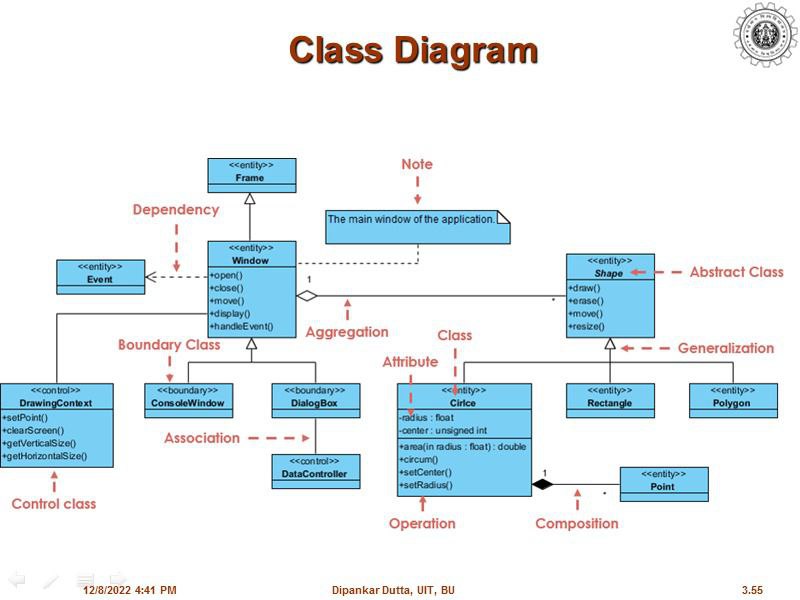 Class Diagram
<<entity>>
Frame
Note
Dependency
The main window of the application.
<<entity>>
Window
+open()
+close()
+move()
+display()
+handleEvent()
<<entity>>
Event
1
*
Aggregation
<<entity>>
Shape
+draw()
+erase()
+move()
+resize()
Abstract Class
Generalization
Boundary Class
Class
Attribute
<<control>>
DrawingContext
+setPoint()
+clearScreen()
+getVerticalSize()
+getHorizontalSize()
<<boundary>>
ConsoleWindow
<<boundary>>
DialogBox
Association
<<control>>
DataController
<<entity>>
Cirlce
-radius : float
-center : unsigned int
+area(in radius : float) : double
+circum()
+setCenter()
+setRadius()
<<entity>>
Rectangle
<<entity>>
Polygon
1
*
<<entity>>
Point
Control class
Operation
Composition
12/8/2022 4:41 PM
Dipankar Dutta, UIT, BU
3.55